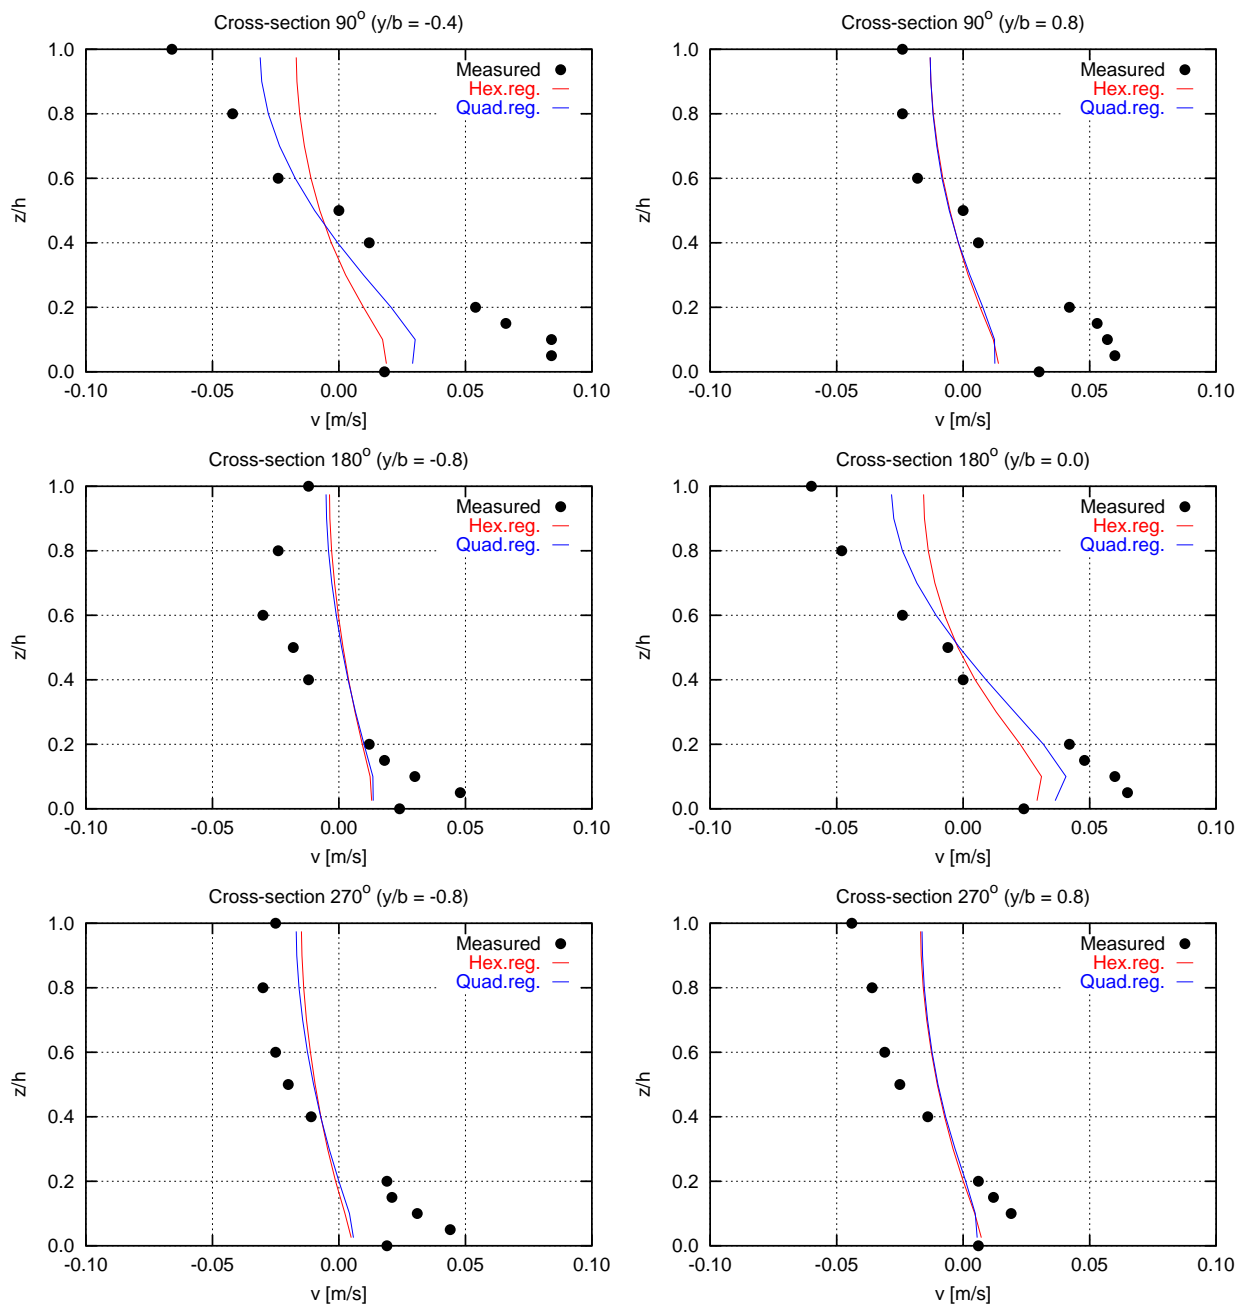 Cross-section 90° (y/b = -0.4)
1.0
0.8
0.6
0.4
0.2
0.0
z/h
Measured
Hex.reg.
Quad.reg.
-0.10 -0.05 0.00 0.05 0.10
v [m/s]
Cross-section 90° (y/b = 0.8)
1.0
0.8
0.6
0.4
0.2
0.0
z/h
Measured
Hex.reg.
Quad.reg.
-0.10 -0.05 0.00 0.05 0.10
v [m/s]
Cross-section 180° (y/b = -0.8)
1.0
0.8
0.6
0.4
0.2
0.0
z/h
Measured
Hex.reg.
Quad.reg.
-0.10 -0.05 0.00 0.05 0.10
v [m/s]
Cross-section 180° (y/b = 0.0)
1.0
0.8
0.6
0.4
0.2
0.0
z/h
Measured
Hex.reg.
Quad.reg.
-0.10 -0.05 0.00 0.05 0.10
v [m/s]
Cross-section 270° (y/b = -0.8)
1.0
0.8
0.6
0.4
0.2
0.0
z/h
Measured
Hex.reg.
Quad.reg.
-0.10 -0.05 0.00 0.05 0.10
v [m/s]
Cross-section 270° (y/b = 0.8)
1.0
0.8
0.6
0.4
0.2
0.0
z/h
Measured
Hex.reg.
Quad.reg.
-0.10 -0.05 0.00 0.05 0.10
v [m/s]